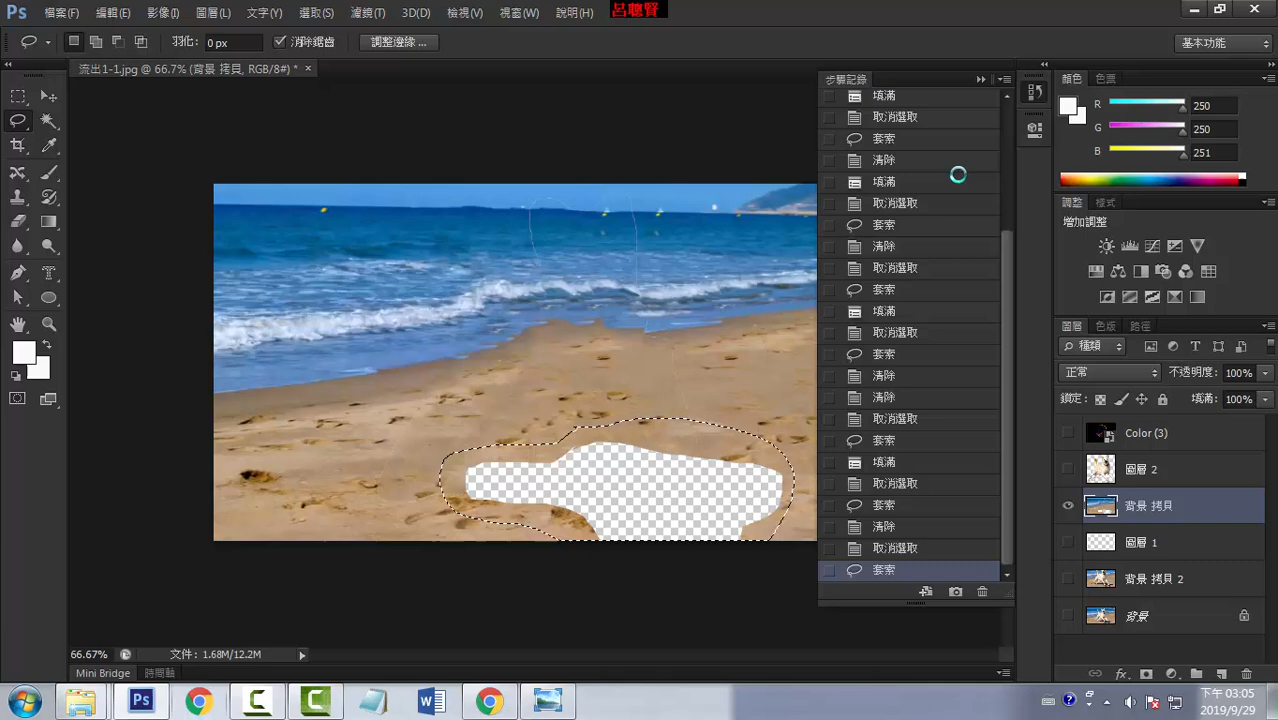 Ps 檔案(F) 編輯(E) 影像(I) 圖層(L) 文字(Y) 選取(S) 濾鏡(T) 3D(D) 檢視(V) 視窗(W) 說明(H) 呂聰賢
羽化: 0 px 消除鋸齒 調整邊緣... 基本功能
流出1-1.jpg @ 66.7% (背景 拷貝, RGB/8#) * ×
步驟記錄
填滿
取消選取
套索
清除
填滿
取消選取
套索
清除
取消選取
套索
填滿
取消選取
套索
清除
清除
取消選取
套索
填滿
取消選取
套索
清除
取消選取
套索
顏色 色票
R 250
G 250
B 251
調整 樣式
增加調整
圖層 色版 路徑
種類
正常 不透明度: 100%
鎖定: 填滿: 100%
Color (3)
圖層 2
背景 拷貝
圖層 1
背景 拷貝 2
背景
66.67% 文件: 1.68M/12.2M
Mini Bridge 時間軸
Ps
下午 03:05
2019/9/29